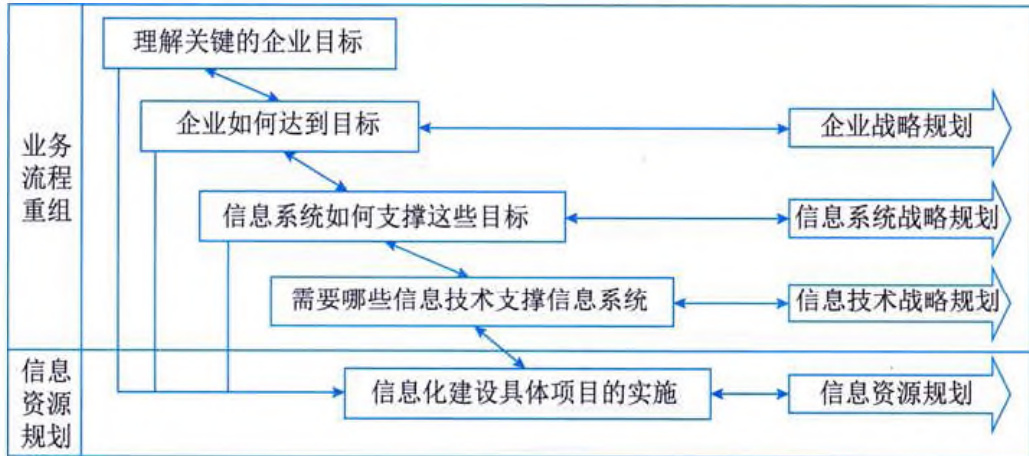 理解关键的企业目标
企业如何达到目标
企业战略规划
业务
流程
重组
信息系统如何支撑这些目标
信息系统战略规划
需要哪些信息技术支撑信息系统
信息技术战略规划
信息
资源
规划
信息化建设具体项目的实施
信息资源规划